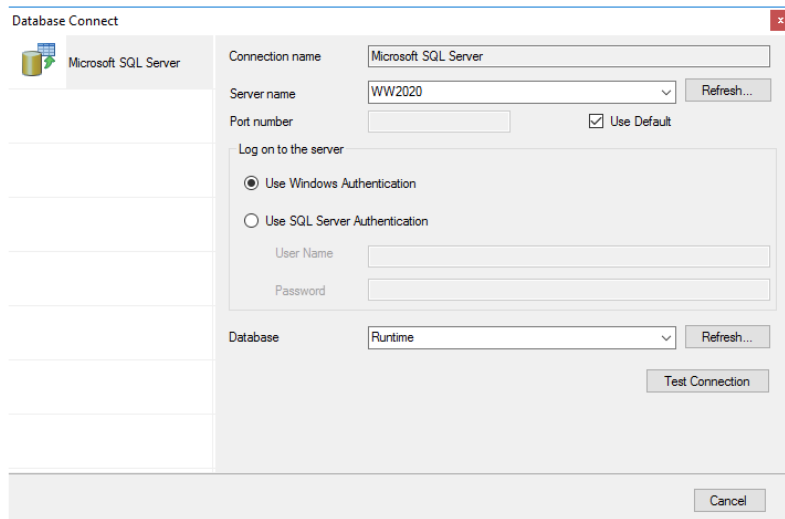 Database Connect
x
Microsoft SQL Server
Connection name
Microsoft SQL Server
Server name
WW2020
Refresh...
Port number
Use Default
Log on to the server
Use Windows Authentication
Use SQL Server Authentication
User Name
Password
Database
Runtime
Refresh...
Test Connection
Cancel